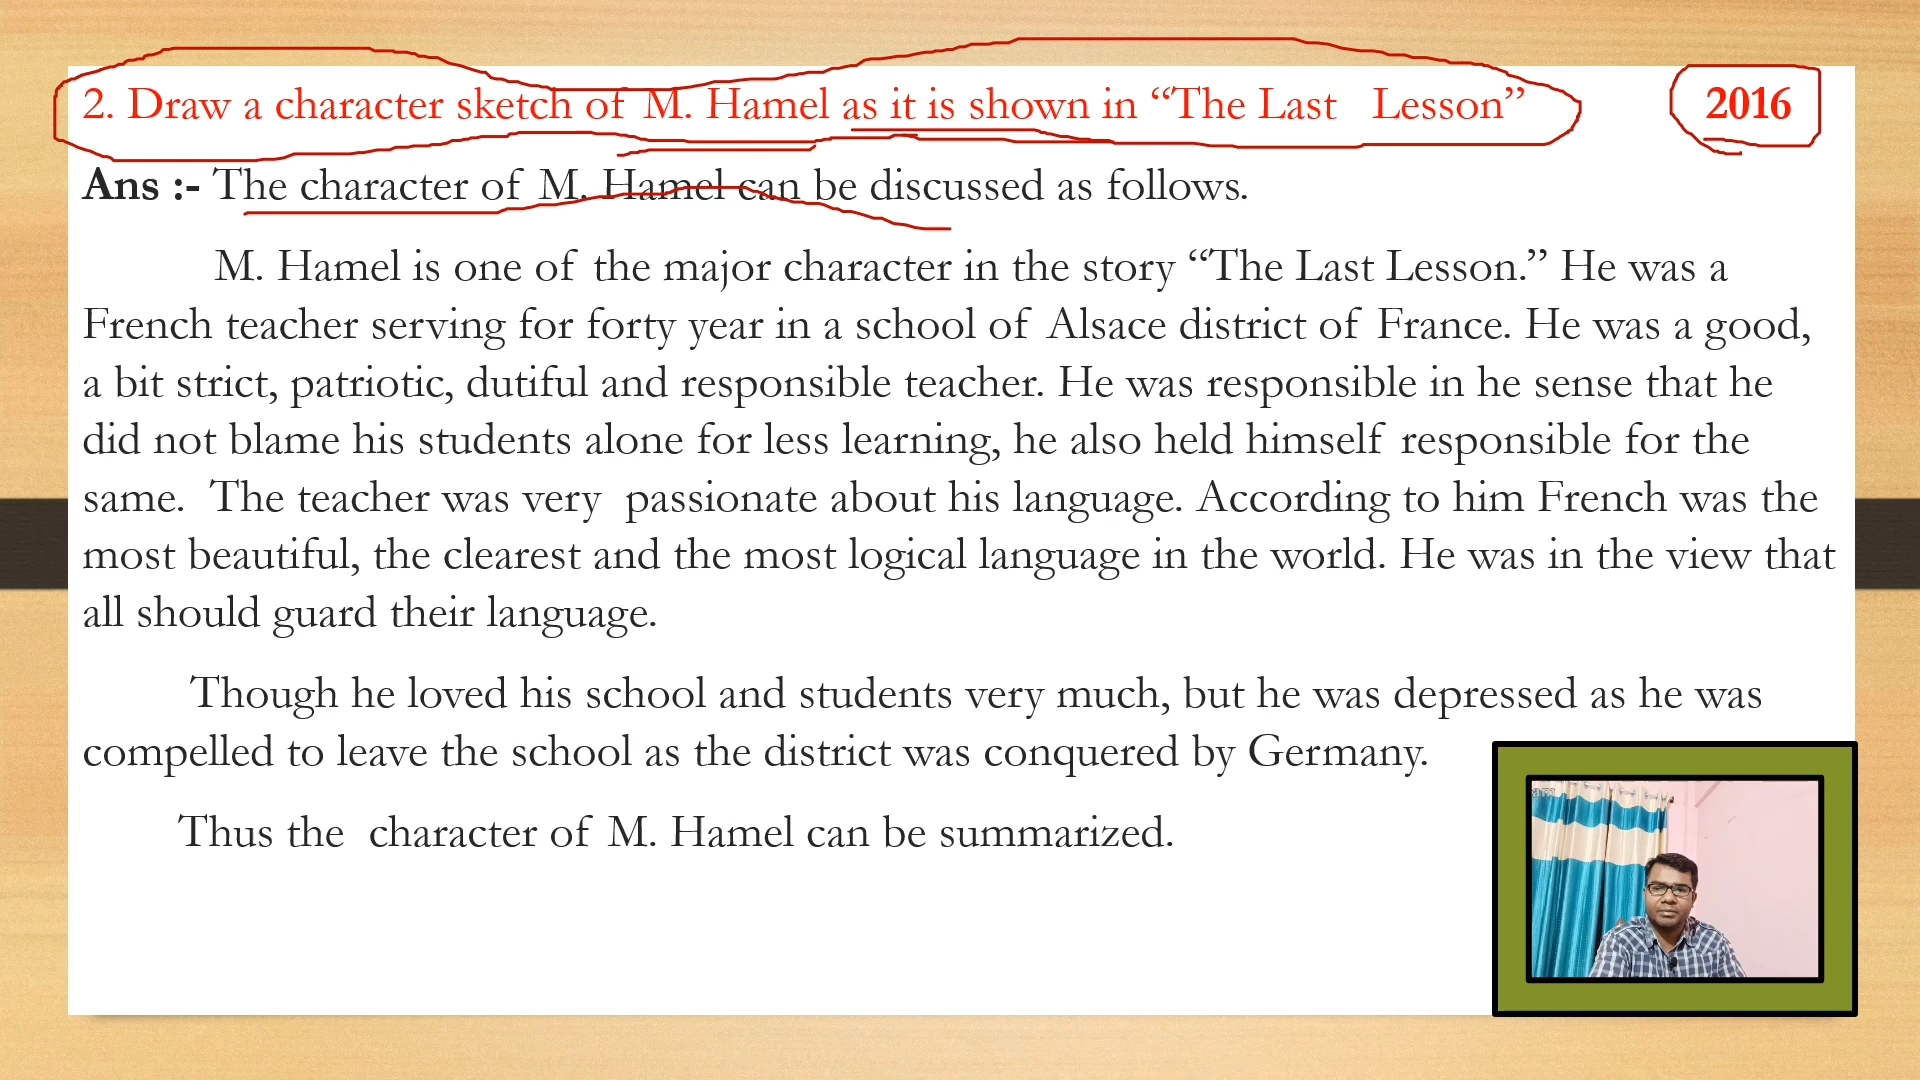 2. Draw a character sketch of M. Hamel as it is shown in “The Last Lesson” 2016
Ans :- The character of M. Hamel can be discussed as follows.
M. Hamel is one of the major character in the story “The Last Lesson.” He was a
French teacher serving for forty year in a school of Alsace district of France. He was a good,
a bit strict, patriotic, dutiful and responsible teacher. He was responsible in he sense that he
did not blame his students alone for less learning, he also held himself responsible for the
same. The teacher was very passionate about his language. According to him French was the
most beautiful, the clearest and the most logical language in the world. He was in the view that
all should guard their language.
Though he loved his school and students very much, but he was depressed as he was
compelled to leave the school as the district was conquered by Germany.
Thus the character of M. Hamel can be summarized.